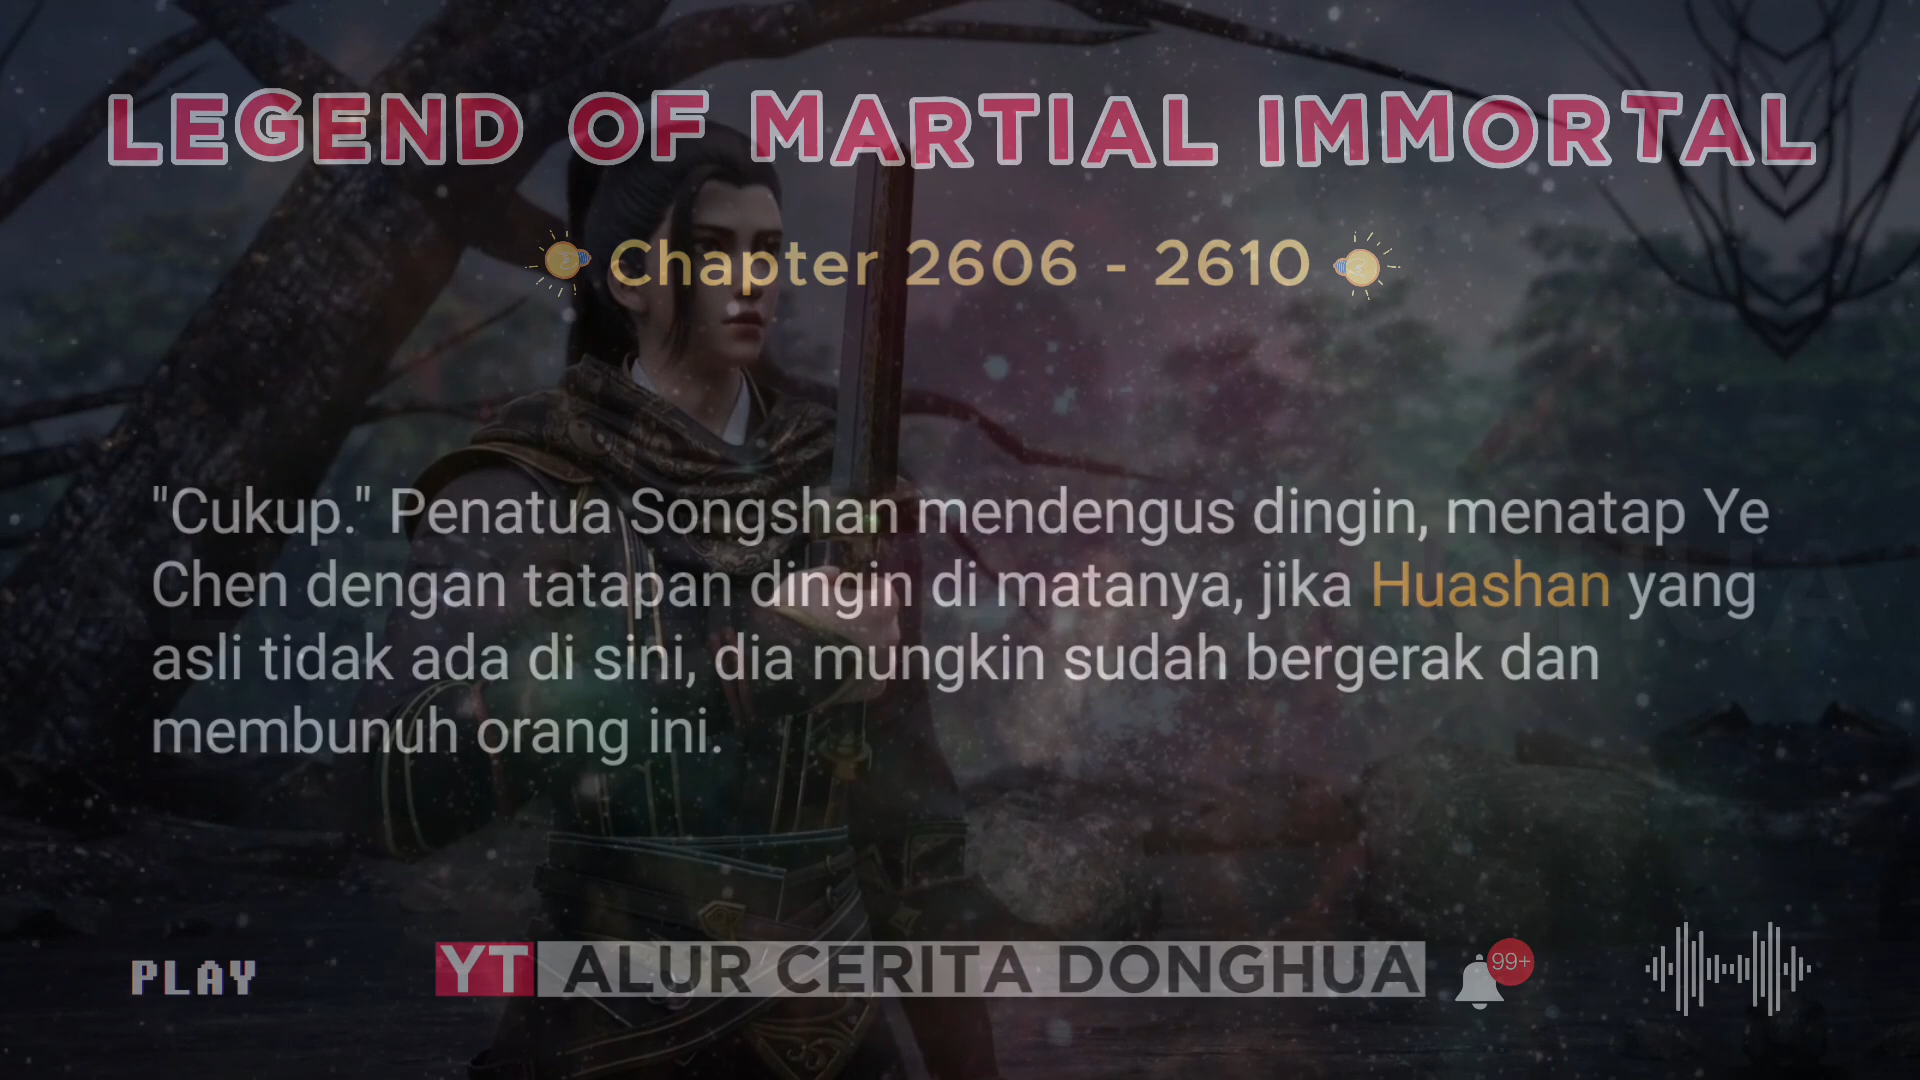 LEGEND OF MARTIAL IMMORTAL
Chapter 2606 - 2610
"Cukup." Penatua Songshan mendengus dingin, menatap Ye
Chen dengan tatapan dingin di matanya, jika Huashan yang
asli tidak ada di sini, dia mungkin sudah bergerak dan
membunuh orang ini.
PLAY
YT ALUR CERITA DONGHUA
99+